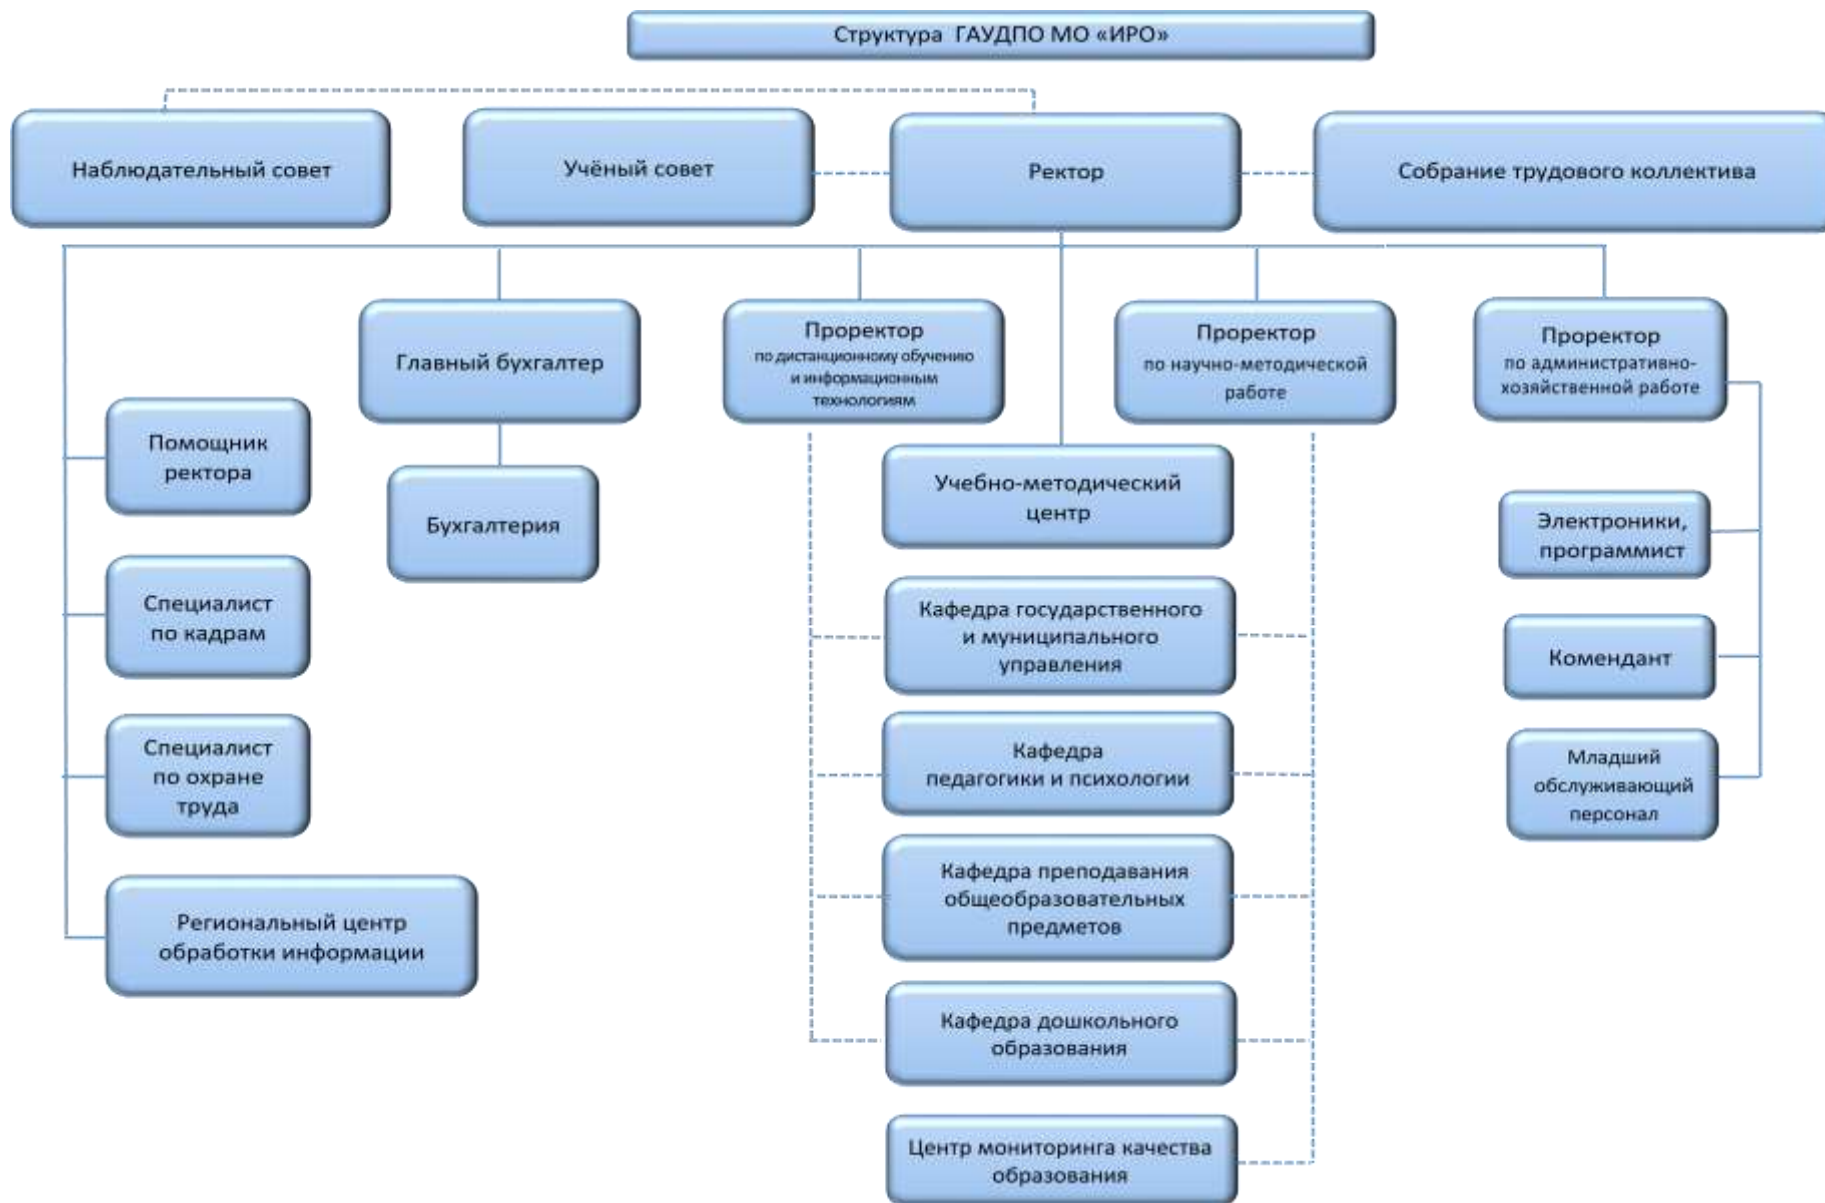 Структура  ГАУДПО МО «ИРО»
Наблюдательный совет
Учёный совет
Ректор
Собрание трудового коллектива
Главный бухгалтер
Проректор
по дистанционному обучению
и информационным
технологиям
Проректор
по научно-методической
работе
Проректор
по административно-
хозяйственной работе
Помощник
ректора
Бухгалтерия
Учебно-методический
центр
Электроники,
программист
Специалист
по кадрам
Кафедра государственного
и муниципального
управления
Комендант
Специалист
по охране
труда
Кафедра
педагогики и психологии
Младший
обслуживающий
персонал
Кафедра преподавания
общеобразовательных
предметов
Региональный центр
обработки информации
Кафедра дошкольного
образования
Центр мониторинга качества
образования